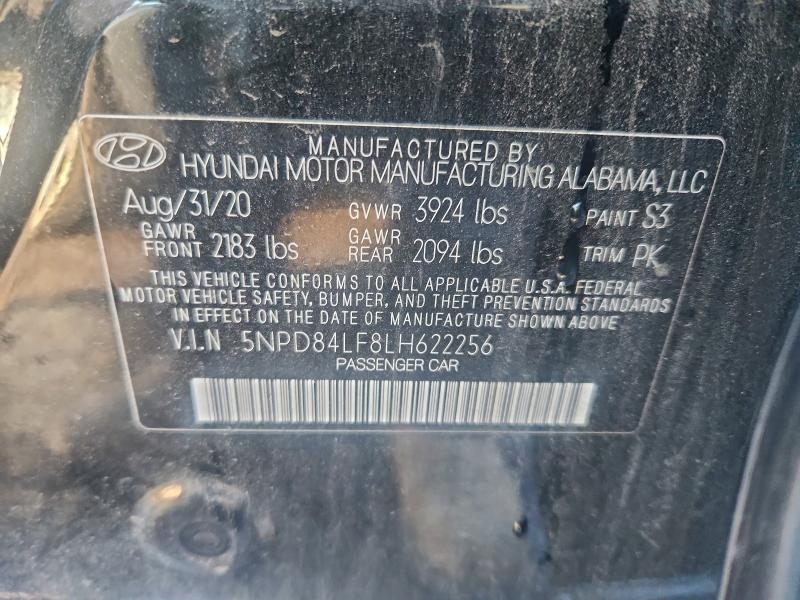 MANUFACTURED BY
HYUNDAI MOTOR MANUFACTURING ALABAMA, LLC
Aug/31/20 GVWR 3924 lbs PAINT S3
GAWR FRONT 2183 lbs GAWR REAR 2094 lbs TRIM PK
THIS VEHICLE CONFORMS TO ALL APPLICABLE U.S.A. FEDERAL
MOTOR VEHICLE SAFETY, BUMPER, AND THEFT PREVENTION STANDARDS
IN EFFECT ON THE DATE OF MANUFACTURE SHOWN ABOVE
V.I.N 5NPD84LF8LH622256
PASSENGER CAR